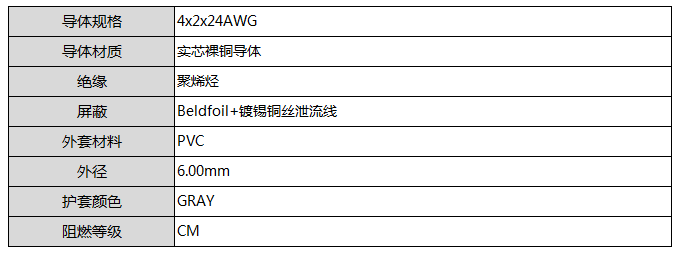 导体规格 4x2x24AWG
导体材质 实芯裸铜导体
绝缘 聚烯烃
屏蔽 Beldfoil+镀锡铜丝泄流线
外套材料 PVC
外径 6.00mm
护套颜色 GRAY
阻燃等级 CM